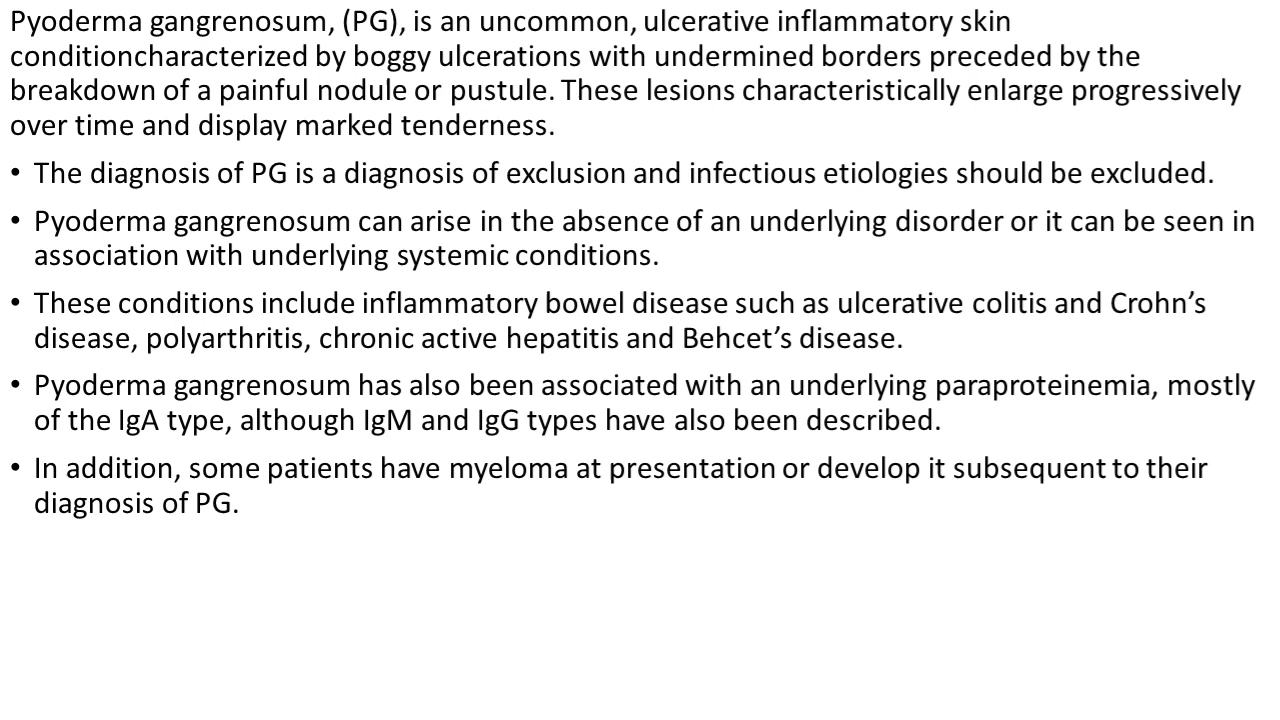 Pyoderma gangrenosum, (PG), is an uncommon, ulcerative inflammatory skin
conditioncharacterized by boggy ulcerations with undermined borders preceded by the
breakdown of a painful nodule or pustule. These lesions characteristically enlarge progressively
over time and display marked tenderness.
• The diagnosis of PG is a diagnosis of exclusion and infectious etiologies should be excluded.
• Pyoderma gangrenosum can arise in the absence of an underlying disorder or it can be seen in
association with underlying systemic conditions.
• These conditions include inflammatory bowel disease such as ulcerative colitis and Crohn’s
disease, polyarthritis, chronic active hepatitis and Behcet’s disease.
• Pyoderma gangrenosum has also been associated with an underlying paraproteinemia, mostly
of the IgA type, although IgM and IgG types have also been described.
• In addition, some patients have myeloma at presentation or develop it subsequent to their
diagnosis of PG.